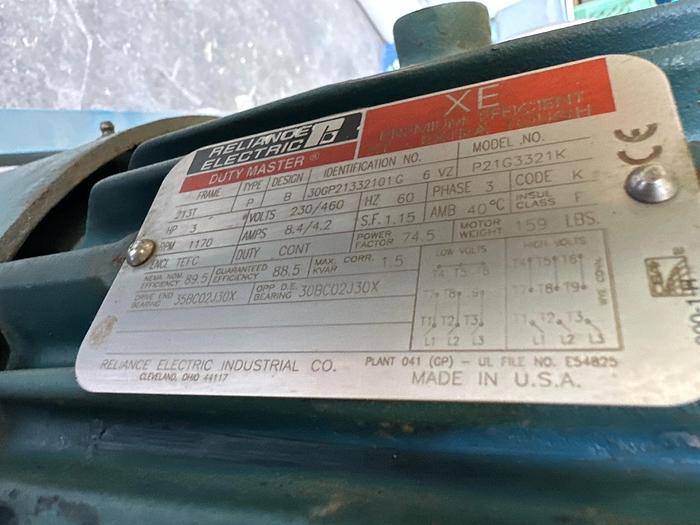 RELIANCE ELECTRIC
DUTY MASTER®
XE
PREMIUM EFFICIENT
EXTRA TOUGH
FRAME 213T TYPE P DESIGN B IDENTIFICATION NO. 30GP21332101G 6 VZ MODEL NO. P21G3321K
HP 3 VOLTS 230/460 HZ 60 PHASE 3 CODE K
RPM 1170 AMPS 8.4/4.2 S.F. 1.15 AMB 40°C INSUL CLASS F
ENCL TEFC DUTY CONT POWER FACTOR 74.5 MOTOR WEIGHT 159 LBS.
NEMA NOM. EFFICIENCY 89.5 GUARANTEED EFFICIENCY 88.5 MAX. CORR. KVAR 1.5
DRIVE END BEARING 35BC02J30X OPP D.E. BEARING 30BC02J30X
LOW VOLTS HIGH VOLTS
T4 T5 T6 T4 T5 T6
T7 T8 T9 T7 T8 T9
T1 T2 T3 T1 T2 T3
L1 L2 L3 L1 L2 L3
CE
RELIANCE ELECTRIC INDUSTRIAL CO. PLANT 041 (GP) - UL FILE NO. E54825
CLEVELAND, OHIO 44117 MADE IN U.S.A.